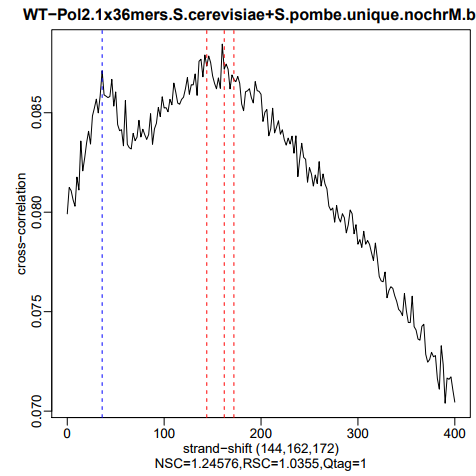 WT−Pol2.1x36mers.S.cerevisiae+S.pombe.unique.nochrM.b
cross−correlation
0.085
0.080
0.075
0.070
0 100 200 300 400
strand−shift (144,162,172)
NSC=1.24576,RSC=1.0355,Qtag=1